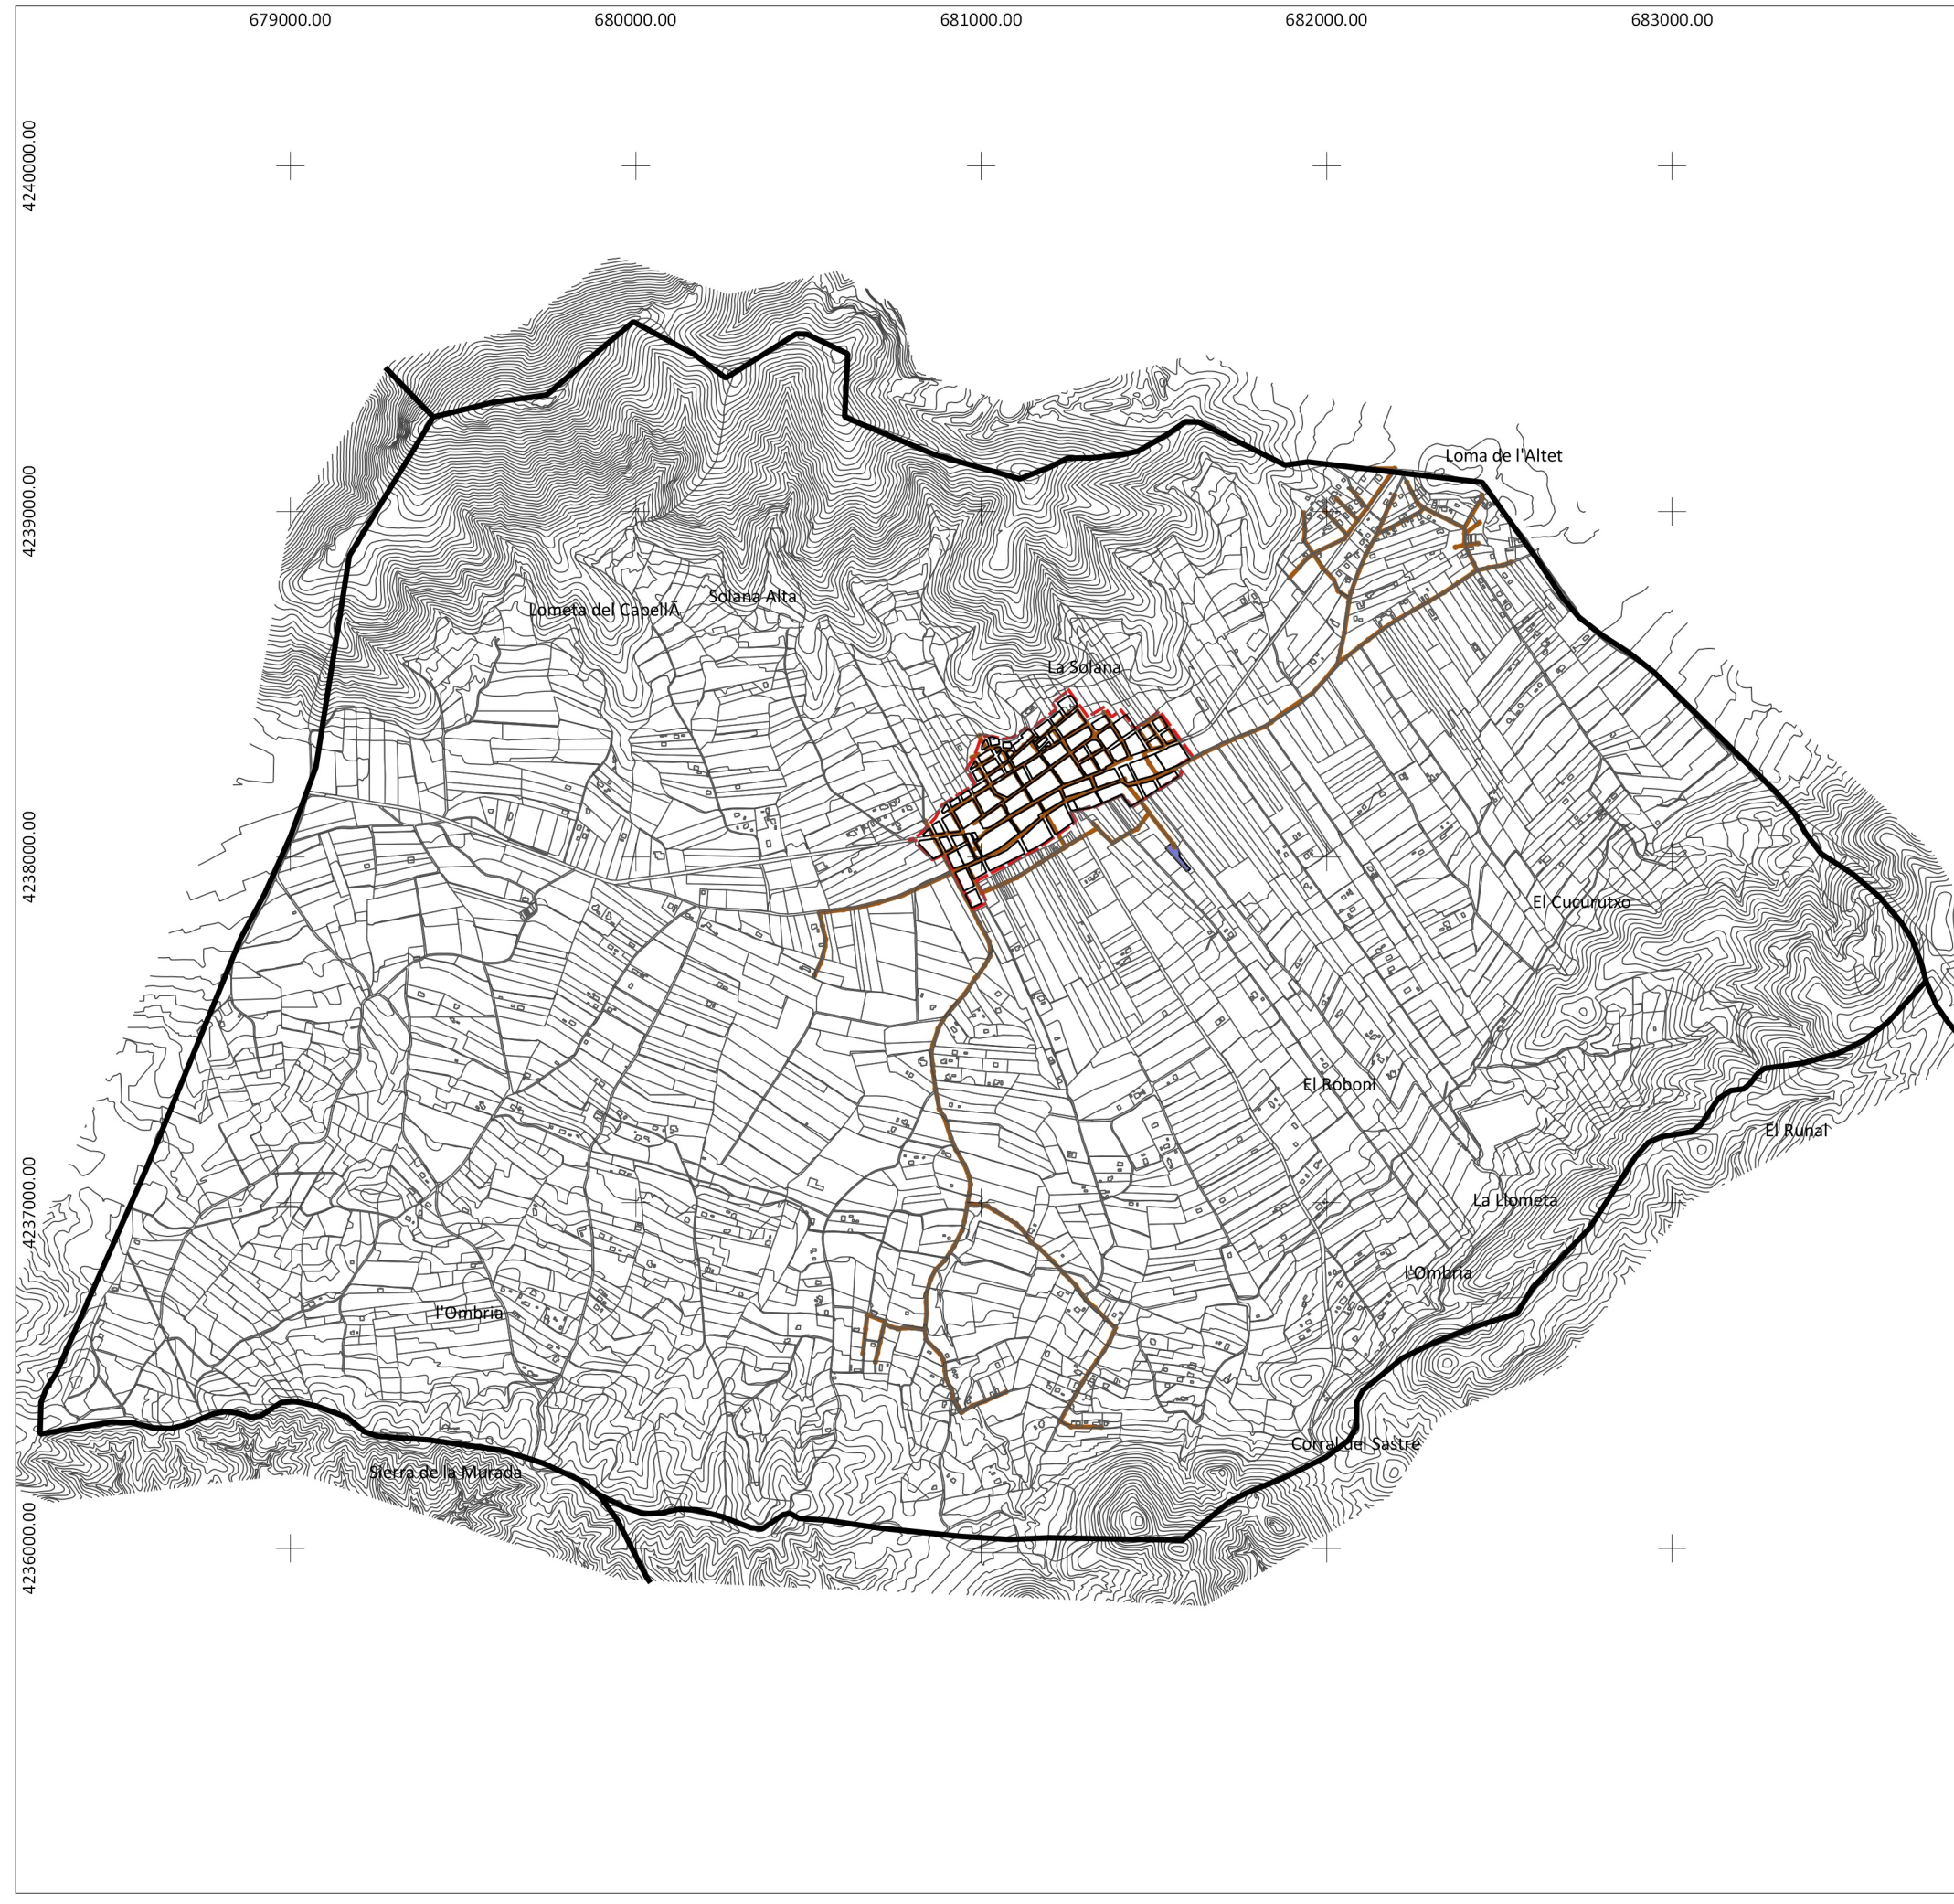 679000.00
680000.00
681000.00
682000.00
683000.00
4240000.00
4239000.00
4238000.00
4237000.00
4236000.00
Loma de l'Altet
Solana Alta
Lometa del CapellÃ
La Solana
El Cucurutxo
El Roboni
El Runal
La Llometa
l'Ombria
l'Ombria
Corral del Sastre
Sierra de la Murada